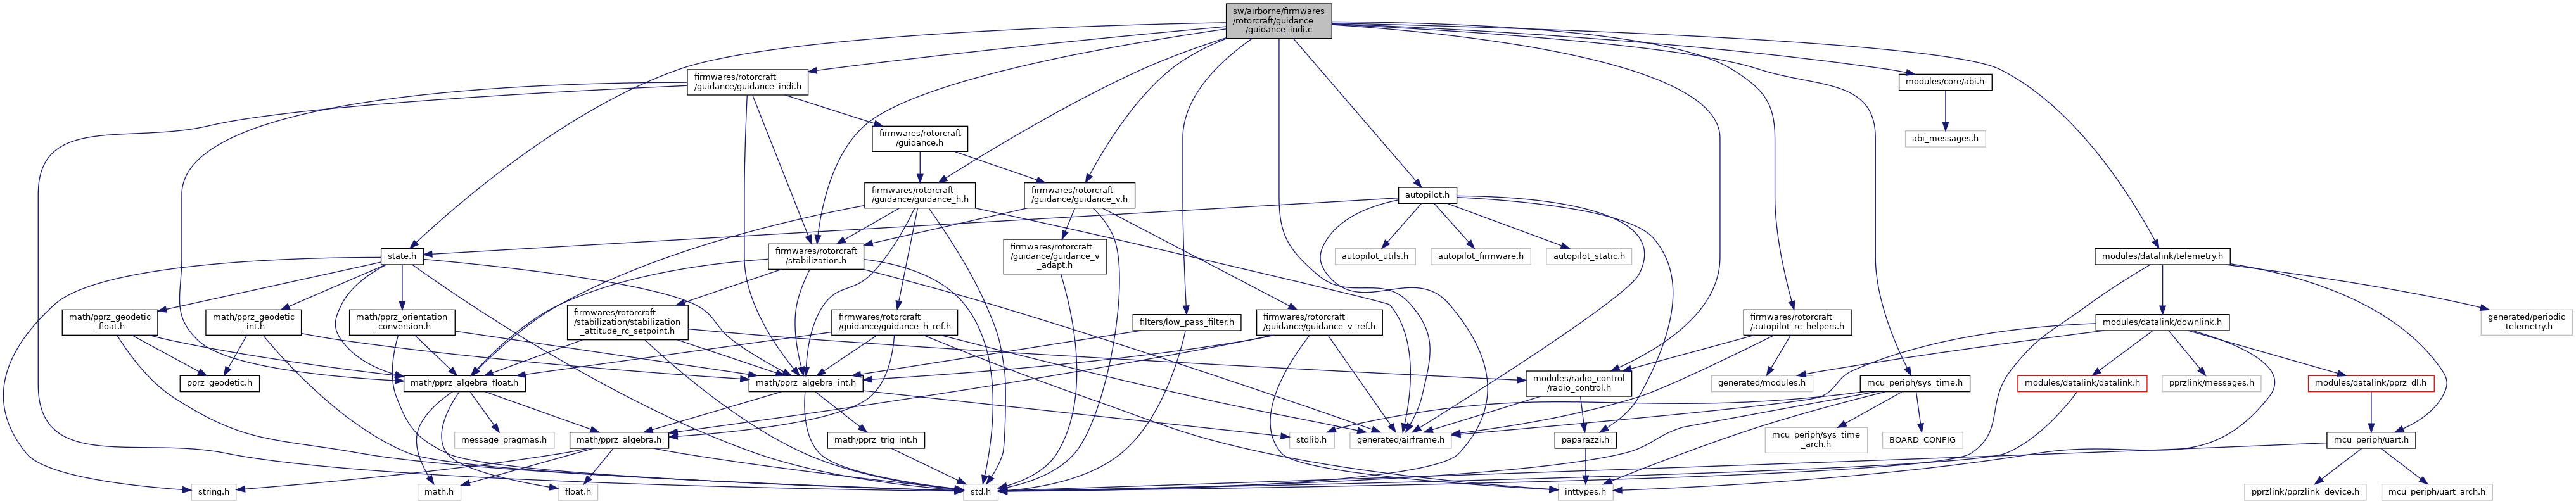 sw/airborne/firmwares
/rotorcraft/guidance
/guidance_indi.c
firmwares/rotorcraft
/guidance/guidance_indi.h
modules/core/abi.h
firmwares/rotorcraft
/guidance.h
abi_messages.h
firmwares/rotorcraft
/guidance/guidance_h.h
firmwares/rotorcraft
/guidance/guidance_v.h
autopilot.h
state.h
firmwares/rotorcraft
/stabilization.h
firmwares/rotorcraft
/guidance/guidance_v
_adapt.h
autopilot_utils.h
autopilot_firmware.h
autopilot_static.h
modules/datalink/telemetry.h
math/pprz_geodetic
_float.h
math/pprz_geodetic
_int.h
math/pprz_orientation
_conversion.h
firmwares/rotorcraft
/stabilization/stabilization
_attitude_rc_setpoint.h
firmwares/rotorcraft
/guidance/guidance_h_ref.h
filters/low_pass_filter.h
firmwares/rotorcraft
/guidance/guidance_v_ref.h
firmwares/rotorcraft
/autopilot_rc_helpers.h
modules/datalink/downlink.h
generated/periodic
_telemetry.h
pprz_geodetic.h
math/pprz_algebra_float.h
math/pprz_algebra_int.h
modules/radio_control
/radio_control.h
generated/modules.h
mcu_periph/sys_time.h
modules/datalink/datalink.h
pprzlink/messages.h
modules/datalink/pprz_dl.h
message_pragmas.h
math/pprz_algebra.h
math/pprz_trig_int.h
stdlib.h
generated/airframe.h
paparazzi.h
mcu_periph/sys_time
_arch.h
BOARD_CONFIG
mcu_periph/uart.h
string.h
math.h
float.h
std.h
inttypes.h
pprzlink/pprzlink_device.h
mcu_periph/uart_arch.h